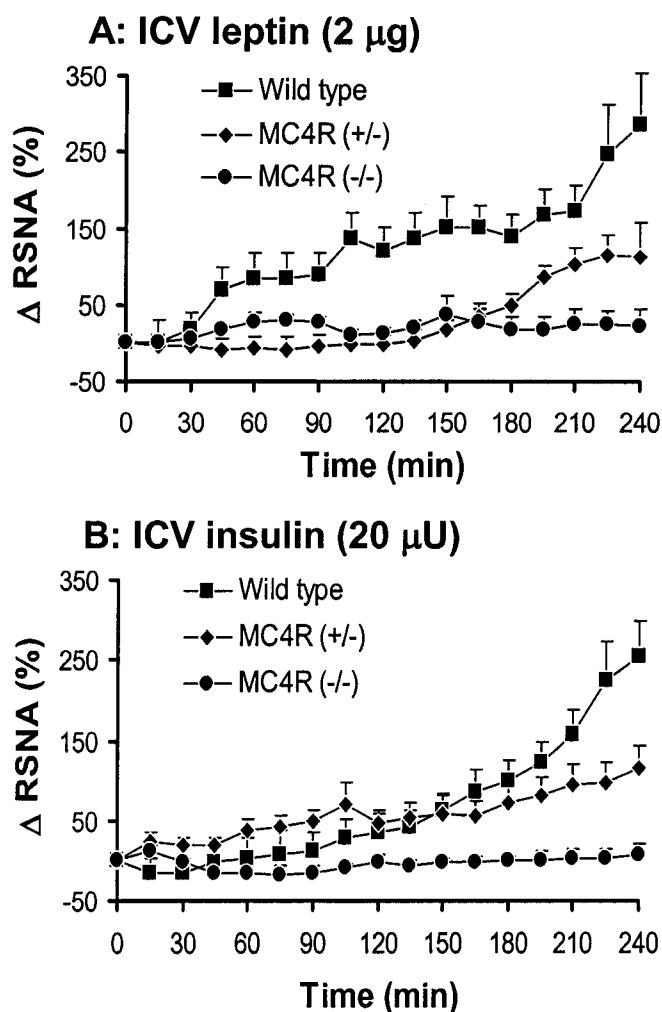 A: ICV leptin (2 μg)
350
250
150
50
-50
Δ RSNA (%)
Wild type
MC4R (+/-)
MC4R (-/-)
0 15 30 60 90 120 150 180 210 240
Time (min)
B: ICV insulin (20 μU)
350
250
150
50
-50
Δ RSNA (%)
Wild type
MC4R (+/-)
MC4R (-/-)
0 30 60 90 120 150 180 210 240
Time (min)